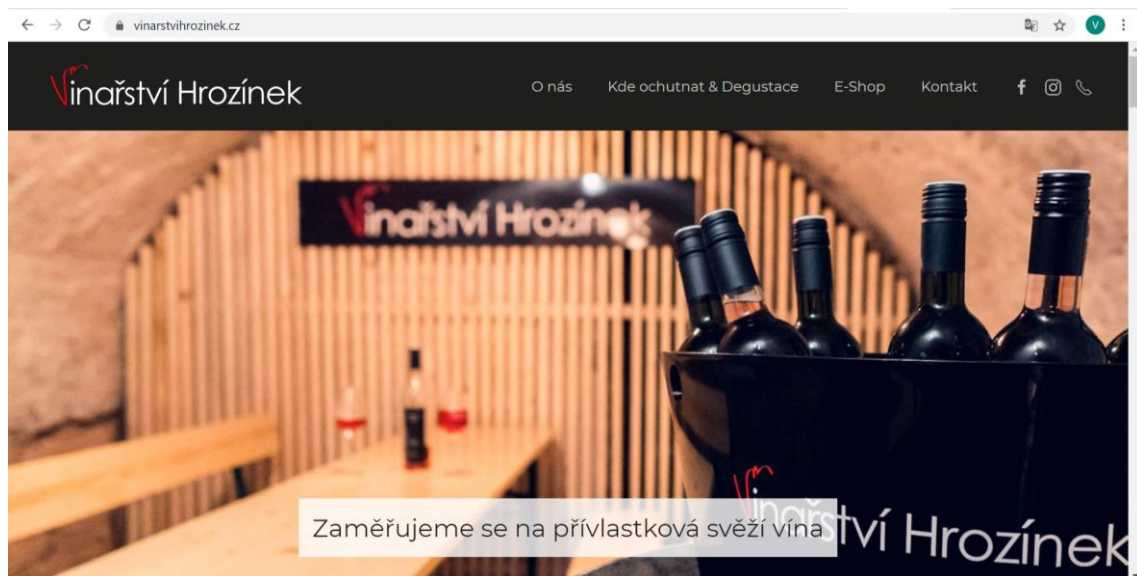 vinarstvihrozinek.cz
V
Vinařství Hrozínek
O nás Kde ochutnat & Degustace E-Shop Kontakt
Vinařství Hrozínek
Zaměřujeme se na přívlastková svěží vína
Vinařství Hrozínek